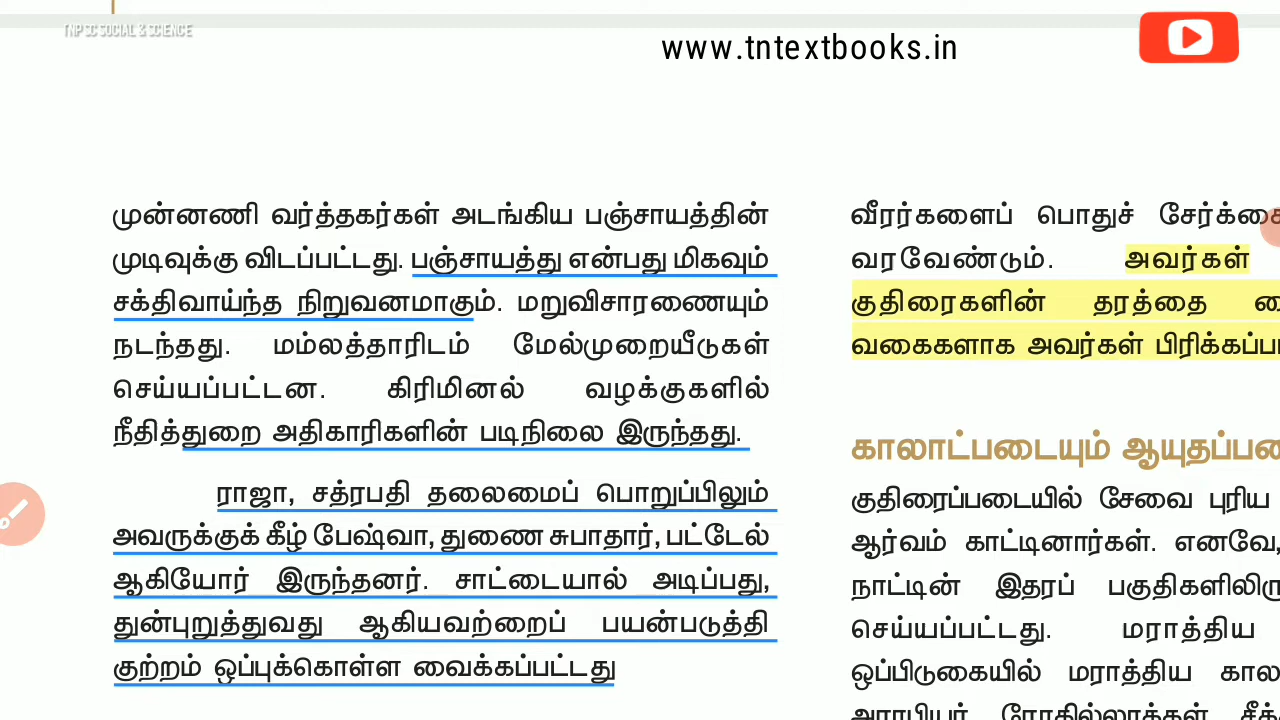 TNPSC SOCIAL & SCIENCE
www.tntextbooks.in
முன்னணி வர்த்தகர்கள் அடங்கிய பஞ்சாயத்தின்
முடிவுக்கு விடப்பட்டது. பஞ்சாயத்து என்பது மிகவும்
சக்திவாய்ந்த நிறுவனமாகும். மறுவிசாரணையும்
நடந்தது. மம்லத்தாரிடம் மேல்முறையீடுகள்
செய்யப்பட்டன. கிரிமினல் வழக்குகளில்
நீதித்துறை அதிகாரிகளின் படிநிலை இருந்தது.
ராஜா, சத்ரபதி தலைமைப் பொறுப்பிலும்
அவருக்குக் கீழ் பேஷ்வா, துணை சுபாதார், பட்டேல்
ஆகியோர் இருந்தனர். சாட்டையால் அடிப்பது,
துன்புறுத்துவது ஆகியவற்றைப் பயன்படுத்தி
குற்றம் ஒப்புக்கொள்ள வைக்கப்பட்டது
வீரர்களைப் பொதுச்
வரவேண்டும். அவர்கள்
குதிரைகளின் தரத்தை
வகைகளாக அவர்கள்
காலாட்படையும்
குதிரைப்படையில் சேவை புரிய
ஆர்வம் காட்டினார்கள். எனவே,
நாட்டின் இதரப்
செய்யப்பட்டது. மராத்திய
ஒப்பிடுகையில் மராத்திய